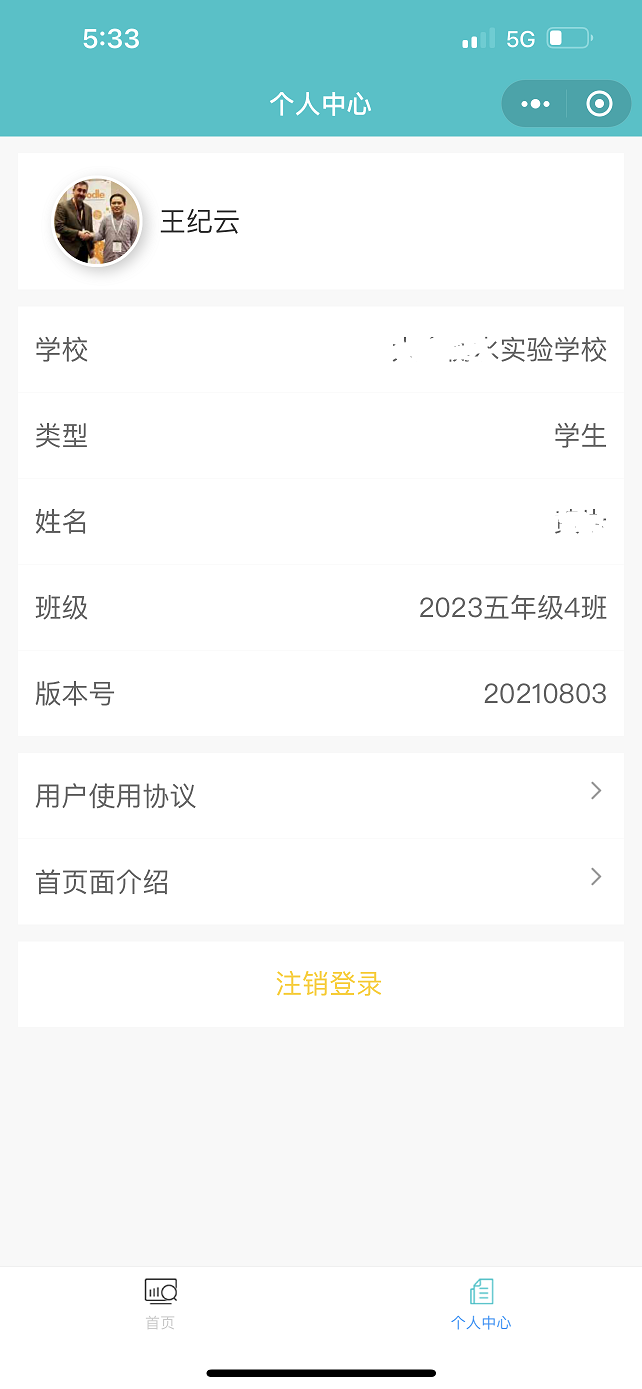 5:33
5G
个人中心
王纪云
学校
水实验学校
类型
学生
姓名
班级
2023五年级4班
版本号
20210803
用户使用协议
首页面介绍
注销登录
首页
个人中心